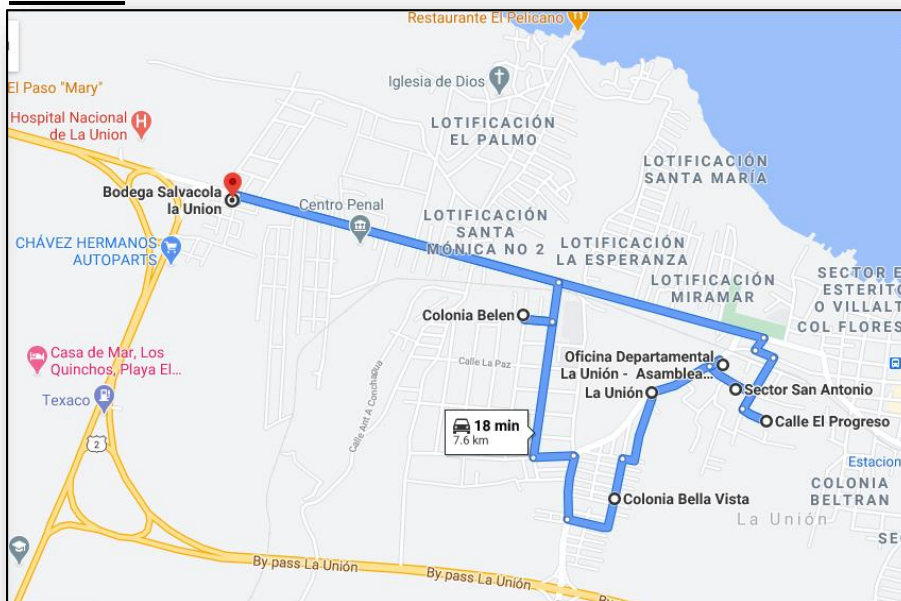 Restaurante El Pelicano
Iglesia de Dios
El Paso "Mary"
Hospital Nacional
de La Union
LOTIFICACIÓN
EL PALMO
LOTIFICACIÓN
SANTA MARÍA
Bodega Salvacola
la Union
Centro Penal
LOTIFICACIÓN
SANTA
MÓNICA NO 2
LOTIFICACIÓN
LA ESPERANZA
CHÁVEZ HERMANOS
AUTOPARTS
LOTIFICACIÓN
MIRAMAR
SECTOR E
ESTERITO
O VILLALT
COL FLORES
Colonia Belen
Casa de Mar, Los
Quinchos, Playa El...
Calle La Paz
Oficina Departamental
La Unión - Asamblea...
La Unión
Sector San Antonio
Texaco
Calle Ant A Conchagua
18 min
7.6 km
Calle El Progreso
2
Estacion
Colonia Bella Vista
COLONIA
BELTRAN
La Unión
SEC
By pass La Unión
By pass La Unión